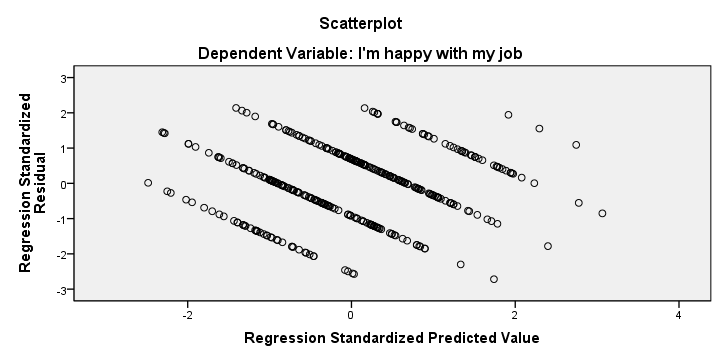 Scatterplot
Dependent Variable: I'm happy with my job
Regression Standardized
Residual
3
2
1
0
-1
-2
-3
-2
0
2
4
Regression Standardized Predicted Value